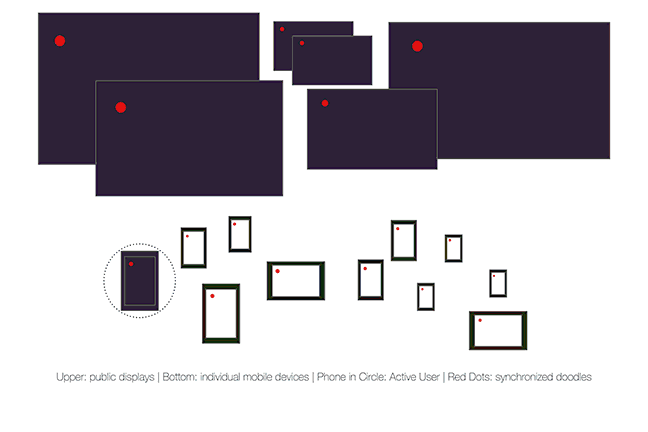 Upper: public displays | Bottom: individual mobile devices | Phone in Circle: Active User | Red Dots: synchronized doodles